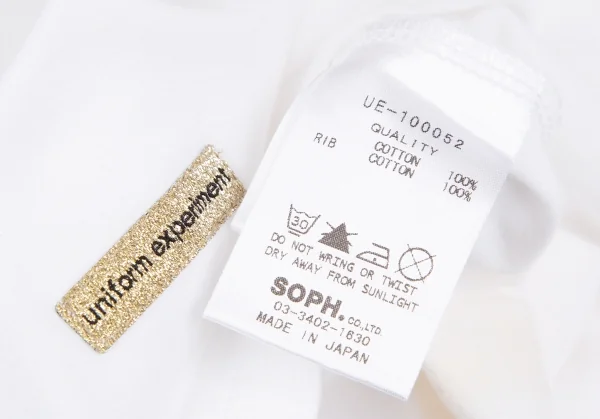 uniform experiment
UE-100052
QUALITY
COTTON 100%
RIB COTTON 100%
30
DO NOT WRING OR TWIST
DRY AWAY FROM SUNLIGHT
SOPH. CO.,LTD.
03-3402-1630
MADE IN JAPAN